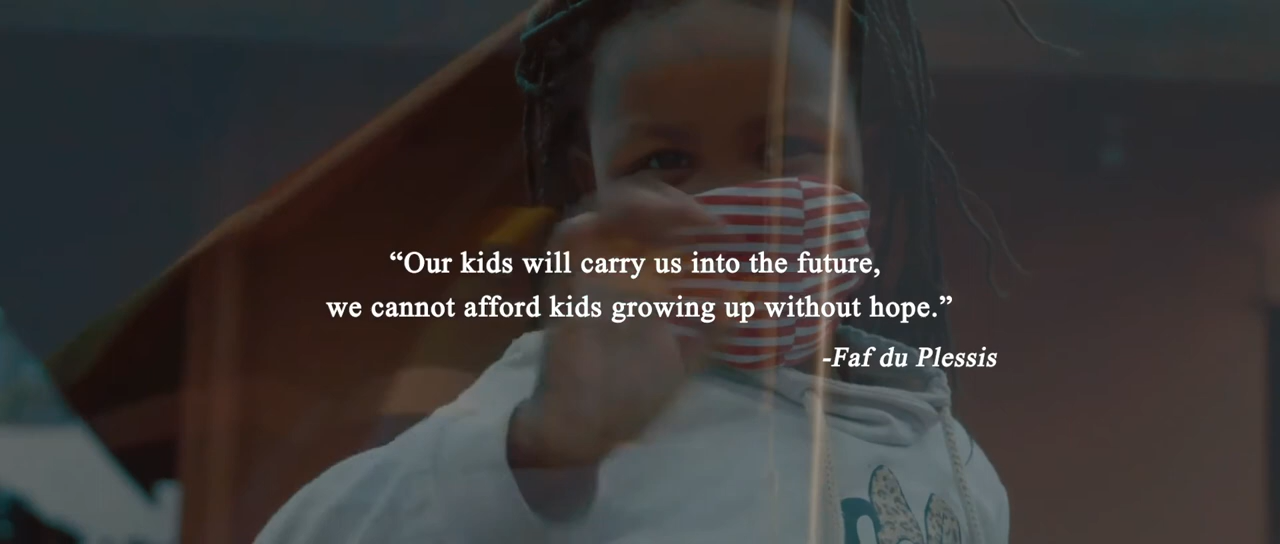 “Our kids will carry us into the future,
we cannot afford kids growing up without hope.”
-Faf du Plessis